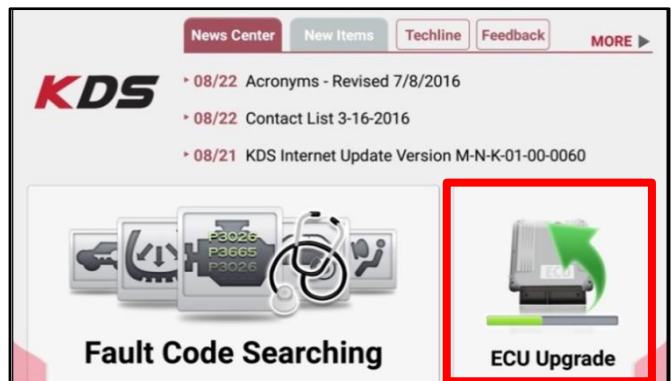 News Center New Items Techline Feedback MORE ▶
KDS
08/22 Acronyms - Revised 7/8/2016
08/22 Contact List 3-16-2016
08/21 KDS Internet Update Version M-N-K-01-00-0060
P3026
P3665
P3026
ECU
Fault Code Searching
ECU Upgrade